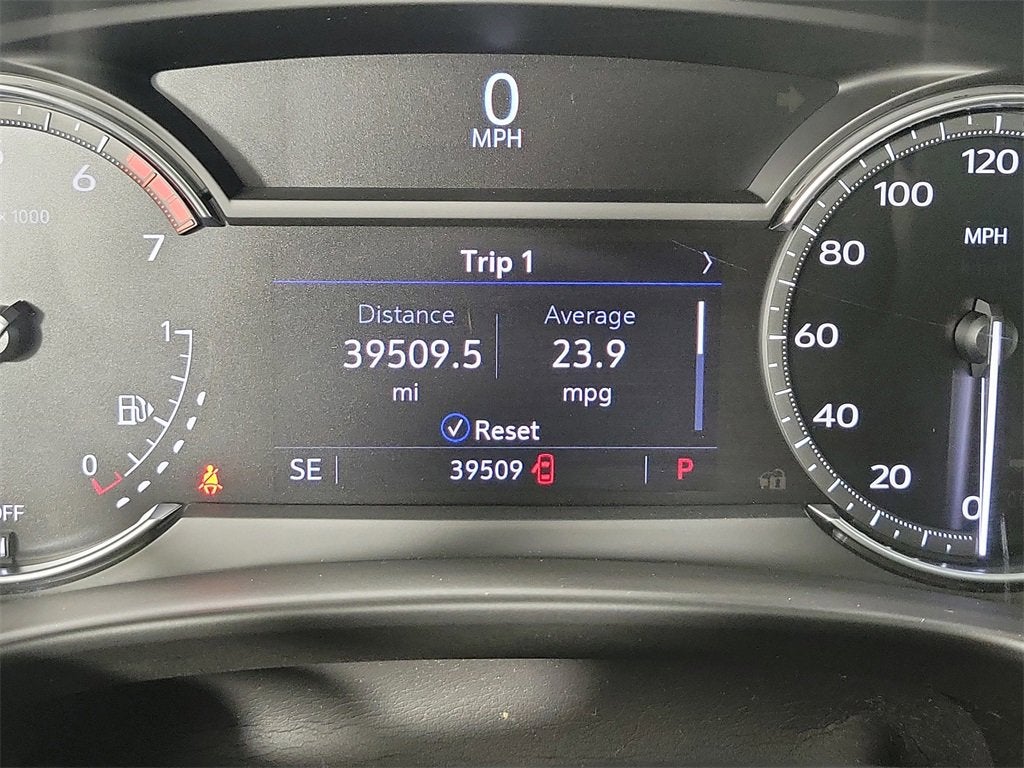 0
MPH
6
x 1000
7
1
0
OFF
Trip 1
Distance Average
39509.5 23.9
mi mpg
Reset
SE 39509 P
120
100
MPH
80
60
40
20
0